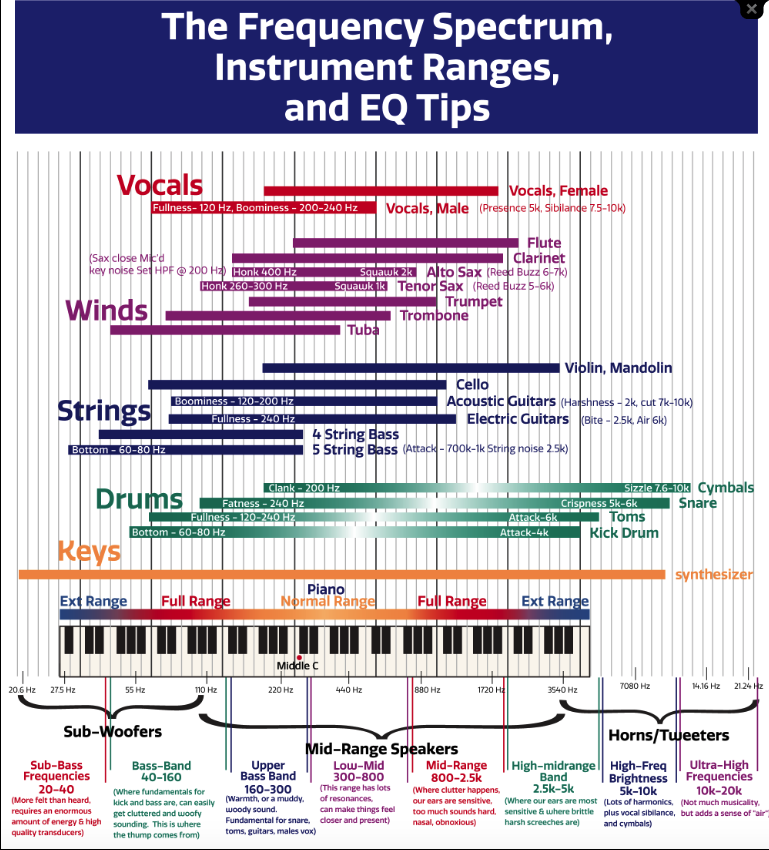 The Frequency Spectrum,
Instrument Ranges,
and EQ Tips
Vocals
Vocals, Female
Fullness- 120 Hz, Boominess - 200-240 Hz
Vocals, Male
(Presence 5k, Sibilance 7.5-10k)
Winds
Flute
Clarinet
(Sax close Mic'd
key noise Set HPF @ 200 Hz)
Honk 400 Hz
Squawk 2k
Alto Sax
(Reed Buzz 6-7k)
Honk 260-300 Hz
Squawk 1k
Tenor Sax
(Reed Buzz 5-6k)
Trumpet
Trombone
Tuba
Strings
Violin, Mandolin
Cello
Boominess - 120-200 Hz
Acoustic Guitars
(Harshness - 2k, cut 7k-10k)
Fullness - 240 Hz
Electric Guitars
(Bite - 2.5k, Air 6k)
4 String Bass
Bottom - 60-80 Hz
5 String Bass
(Attack - 700k-1k String noise 2.5k)
Drums
Clank - 200 Hz
Sizzle 7.6-10k
Cymbals
Fatness - 240 Hz
Crispness 5k-6k
Snare
Fullness - 120-240 Hz
Attack-6k
Toms
Bottom - 60-80 Hz
Attack-4k
Kick Drum
Keys
synthesizer
Piano
Ext Range
Full Range
Normal Range
Full Range
Ext Range
Middle C
20.6 Hz
27.5 Hz
55 Hz
110 Hz
220 Hz
440 Hz
880 Hz
1720 Hz
3540 Hz
7080 Hz
14.16 Hz
21.24 Hz
Sub-Woofers
Mid-Range Speakers
Horns/Tweeters
Sub-Bass
Frequencies
20-40
(More felt than heard,
requires an enormous
amount of energy & high
quality transducers)
Bass-Band
40-160
(Where fundamentals for
kick and bass are, can easily
get cluttered and woofy
sounding. This is where
the thump comes from)
Upper
Bass Band
160-300
(Warmth, or a muddy,
woody sound.
Fundamental for snare,
toms, guitars, males vox)
Low-Mid
300-800
(This range has lots
of resonances,
can make things feel
closer and present)
Mid-Range
800-2.5k
(Where clutter happens,
our ears are sensitive,
too much sounds hard,
nasal, obnoxious)
High-midrange
Band
2.5k-5k
(Where our ears are most
sensitive & where brittle
harsh screeches are)
High-Freq
Brightness
5k-10k
(Lots of harmonics,
plus vocal sibilance,
and cymbals)
Ultra-High
Frequencies
10k-20k
(Not much musicality,
but adds a sense of "air")